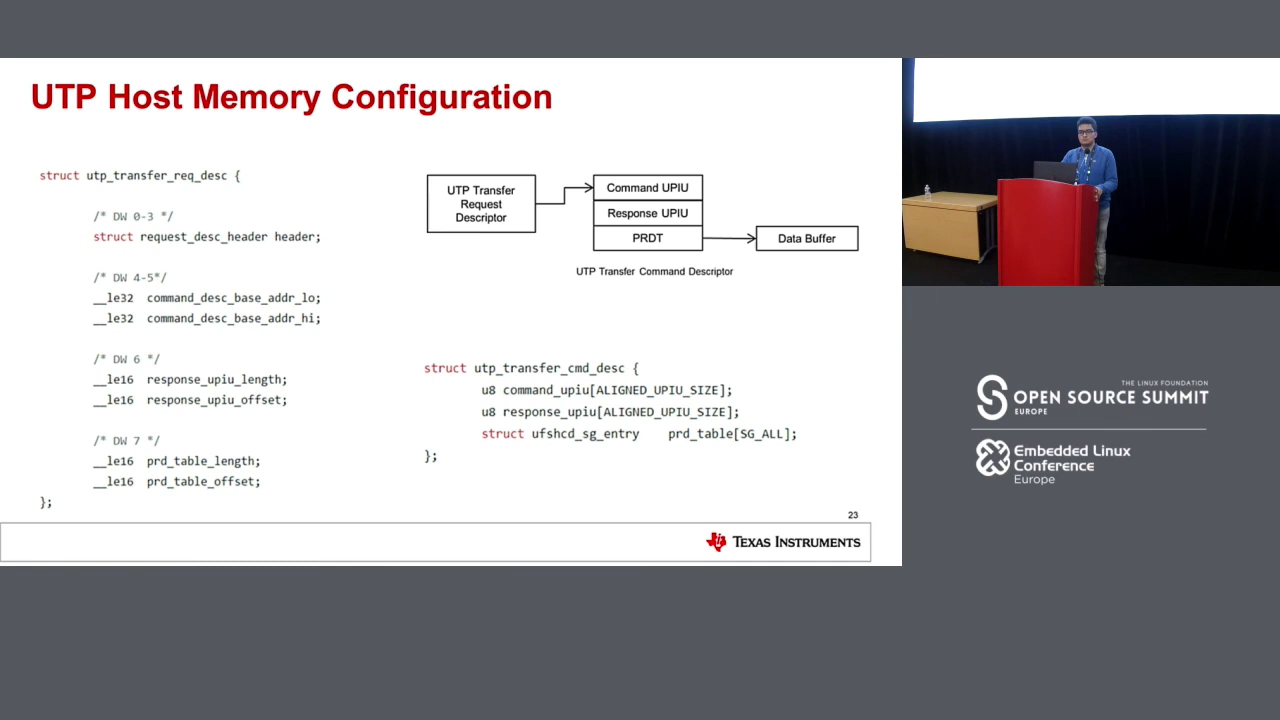 UTP Host Memory Configuration
struct utp_transfer_req_desc {
/* DW 0-3 */
struct request_desc_header header;
/* DW 4-5*/
__le32 command_desc_base_addr_lo;
__le32 command_desc_base_addr_hi;
/* DW 6 */
__le16 response_upiu_length;
__le16 response_upiu_offset;
/* DW 7 */
__le16 prd_table_length;
__le16 prd_table_offset;
};
UTP Transfer
Request
Descriptor
Command UPIU
Response UPIU
PRDT
Data Buffer
UTP Transfer Command Descriptor
struct utp_transfer_cmd_desc {
u8 command_upiu[ALIGNED_UPIU_SIZE];
u8 response_upiu[ALIGNED_UPIU_SIZE];
struct ufshcd_sg_entry prd_table[SG_ALL];
};
23
TEXAS INSTRUMENTS
THE LINUX FOUNDATION
OPEN SOURCE SUMMIT
EUROPE
Embedded Linux
Conference
Europe